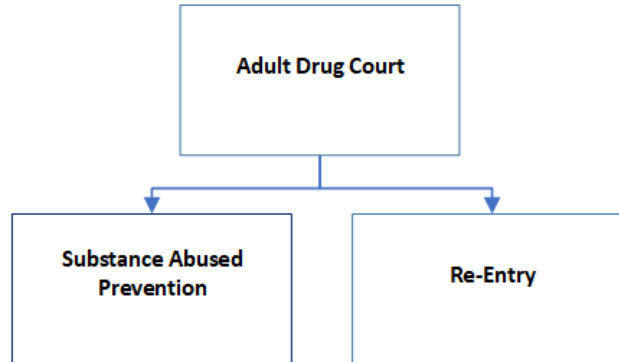 Adult Drug Court
Substance Abused
Prevention
Re-Entry